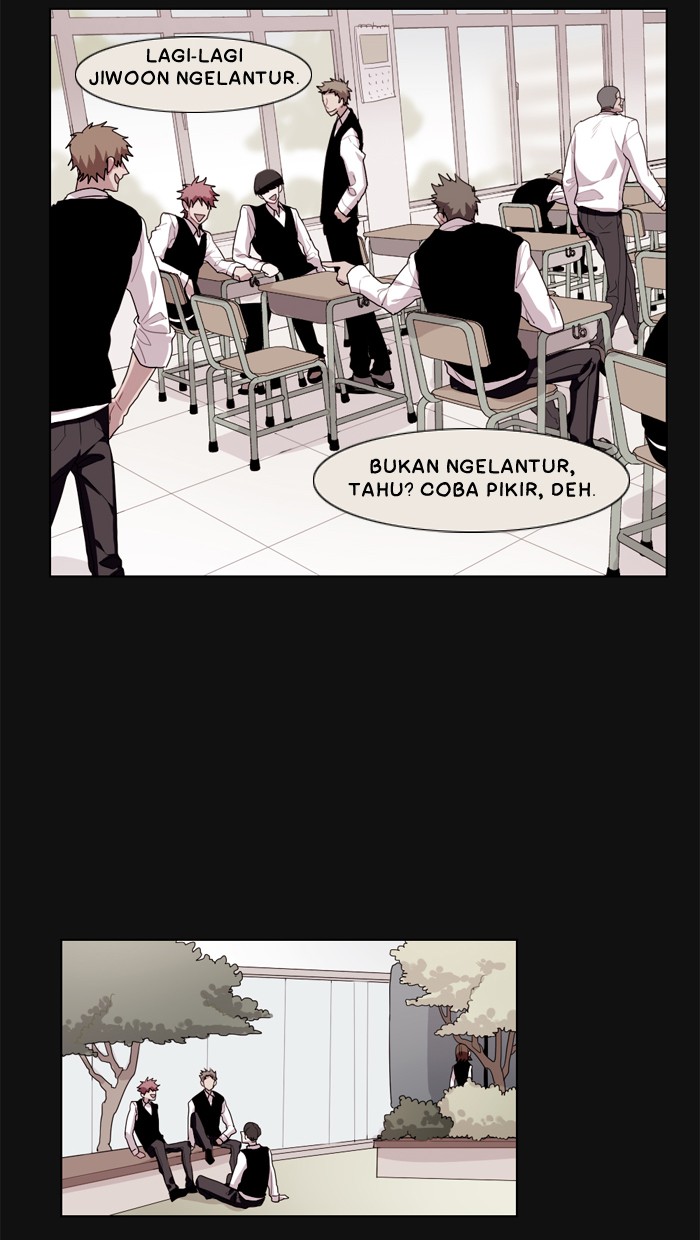 LAGI-LAGI
JIWOON NGELANTUR.
BUKAN NGELANTUR,
TAHU? COBA PIKIR, DEH.